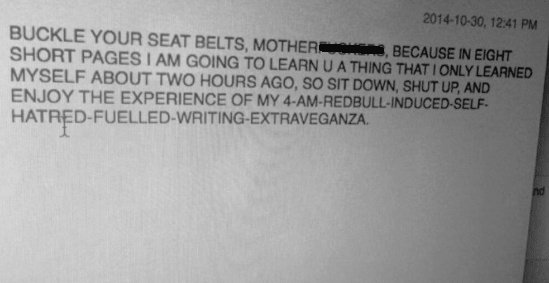 2014-10-30, 12:41 PM
BUCKLE YOUR SEAT BELTS, MOTHER, BECAUSE IN EIGHT
SHORT PAGES I AM GOING TO LEARN U A THING THAT I ONLY LEARNED
MYSELF ABOUT TWO HOURS AGO, SO SIT DOWN, SHUT UP, AND
ENJOY THE EXPERIENCE OF MY 4-AM-REDBULL-INDUCED-SELF-
HATRED-FUELLED-WRITING-EXTRAVEGANZA.
nd